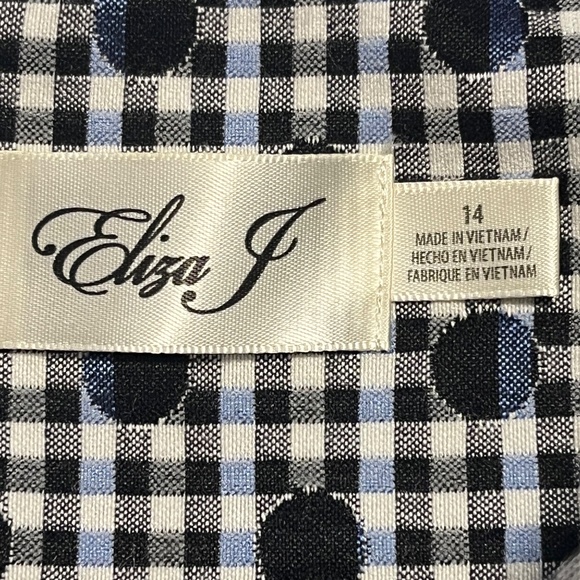 Eliza J
14
MADE IN VIETNAM/
HECHO EN VIETNAM/
FABRIQUE EN VIETNAM